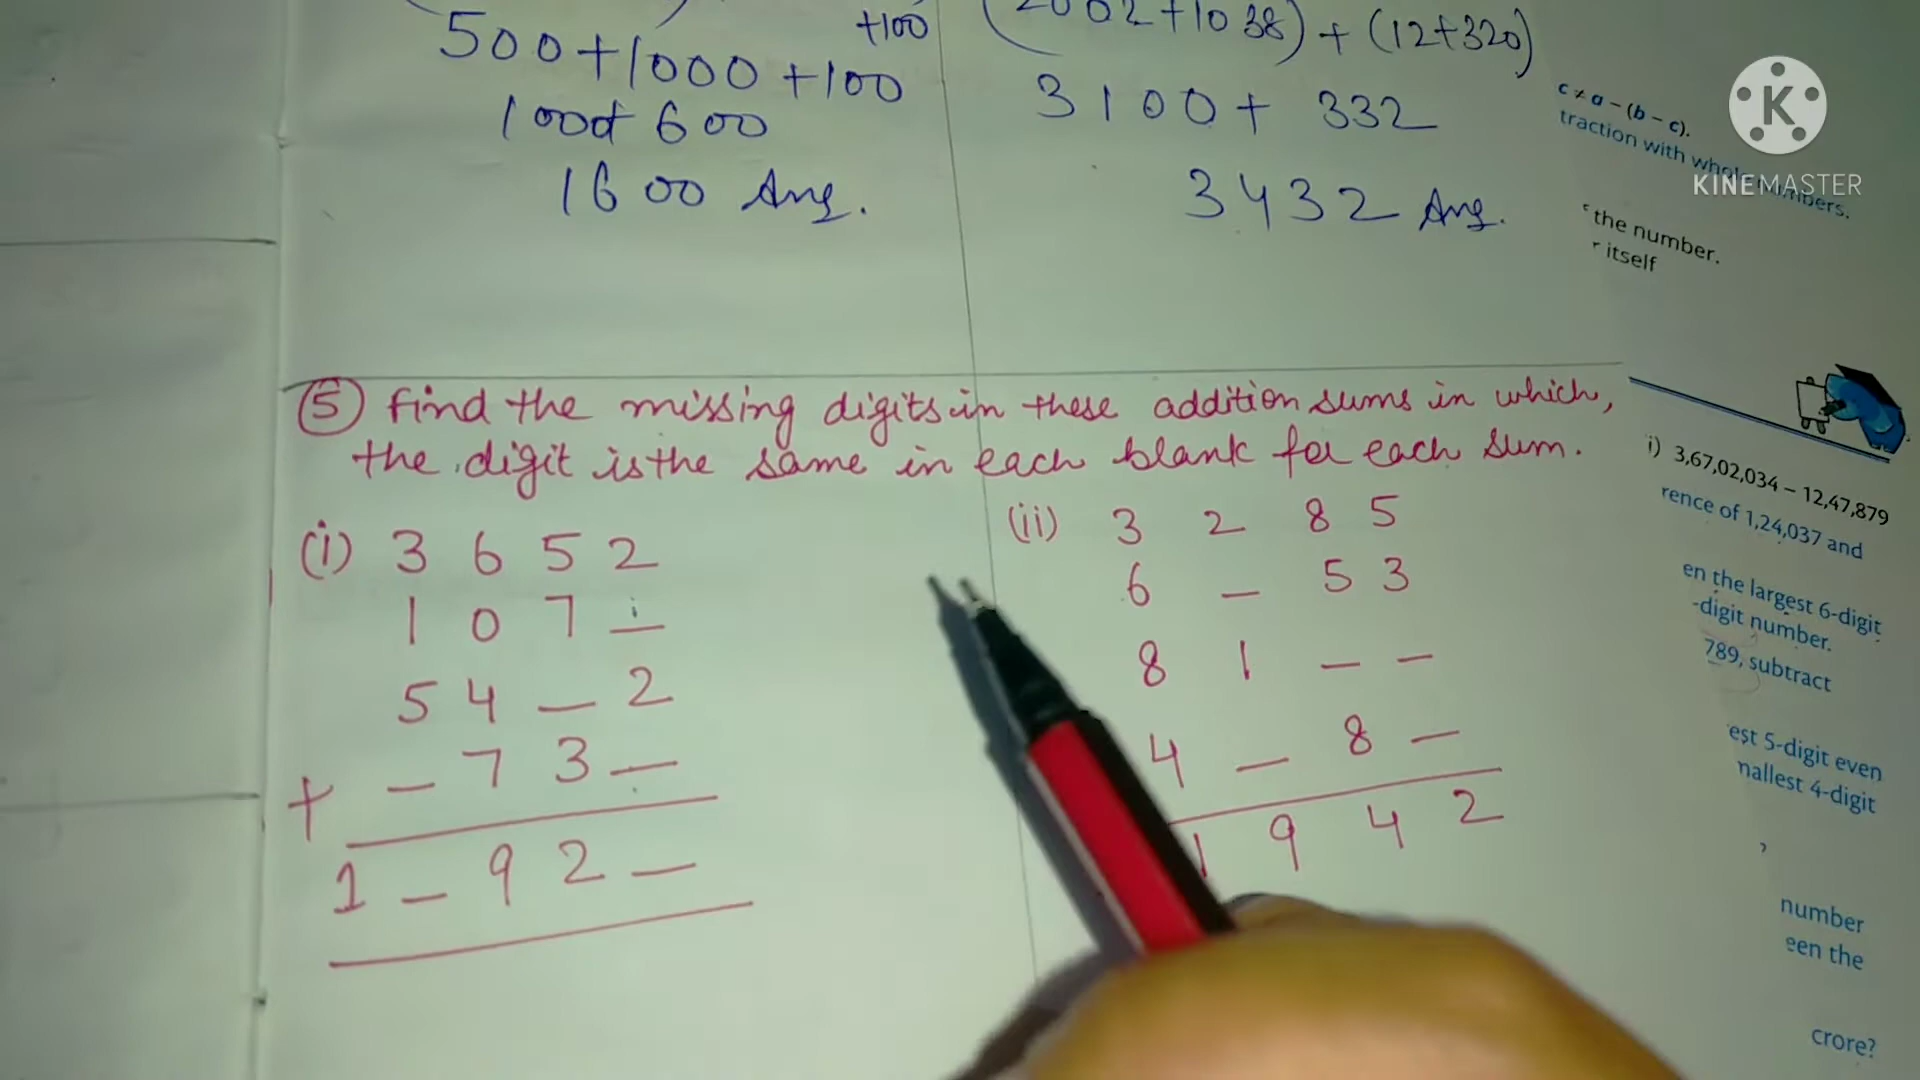 +100
500+1000+100
1000+600
1600 Ans.
2002+1038)+(12+320)
3100+ 332
3432 Ans.
c ≠ a – (b – c).
traction with whole numbers.
KINEMASTER
the number.
itself
5 find the missing digits in these addition sums in which,
the digit is the same in each blank for each sum.
(i) 3 6 5 2
1 0 7 _
5 4 _ 2
+ _ 7 3 _
1 _ 9 2 _
(ii) 3 2 8 5
6 _ 5 3
8 1 _ _
4 _ 8 _
1 9 4 2
i) 3,67,02,034 – 12,47,879
rence of 1,24,037 and
en the largest 6-digit
-digit number.
789, subtract
est 5-digit even
nallest 4-digit
?
number
een the
crore?